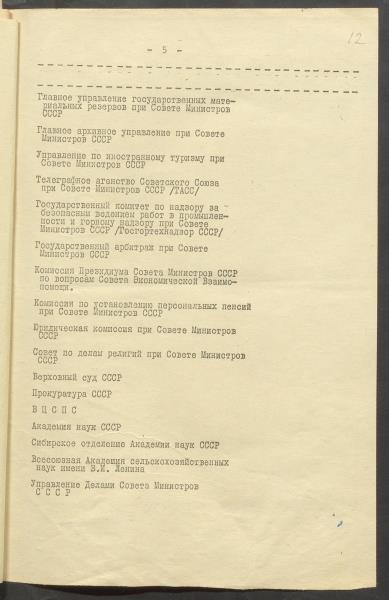 - 5 -
12
Главное управление государственных мате-
риальных резервов при Совете Министров
СССР
Главное архивное управление при Совете
Министров СССР
Управление по иностранному туризму при
Совете Министров СССР
Телеграфное агенство Советского Союза
при Совете Министров СССР /ТАСС/
Государственный комитет по надзору за
безопасным ведением работ в промышлен-
ности и горному надзору при Совете
Министров СССР /Госгортехнадзор СССР/
Государственный арбитраж при Совете
Министров СССР
Комиссия Президиума Совета Министров СССР
по вопросам Совета Экономической Взаимо-
помощи.
Комиссия по установлению персональных пенсий
при Совете Министров СССР
Юридическая комиссия при Совете Министров
СССР
Совет по делам религий при Совете Министров
СССР
Верховный суд СССР
Прокуратура СССР
В Ц С П С
Академия наук СССР
Сибирское отделение Академии наук СССР
Всесоюзная Академия сельскохозяйственных
наук имени В.И. Ленина
Управление Делами Совета Министров
С С С Р